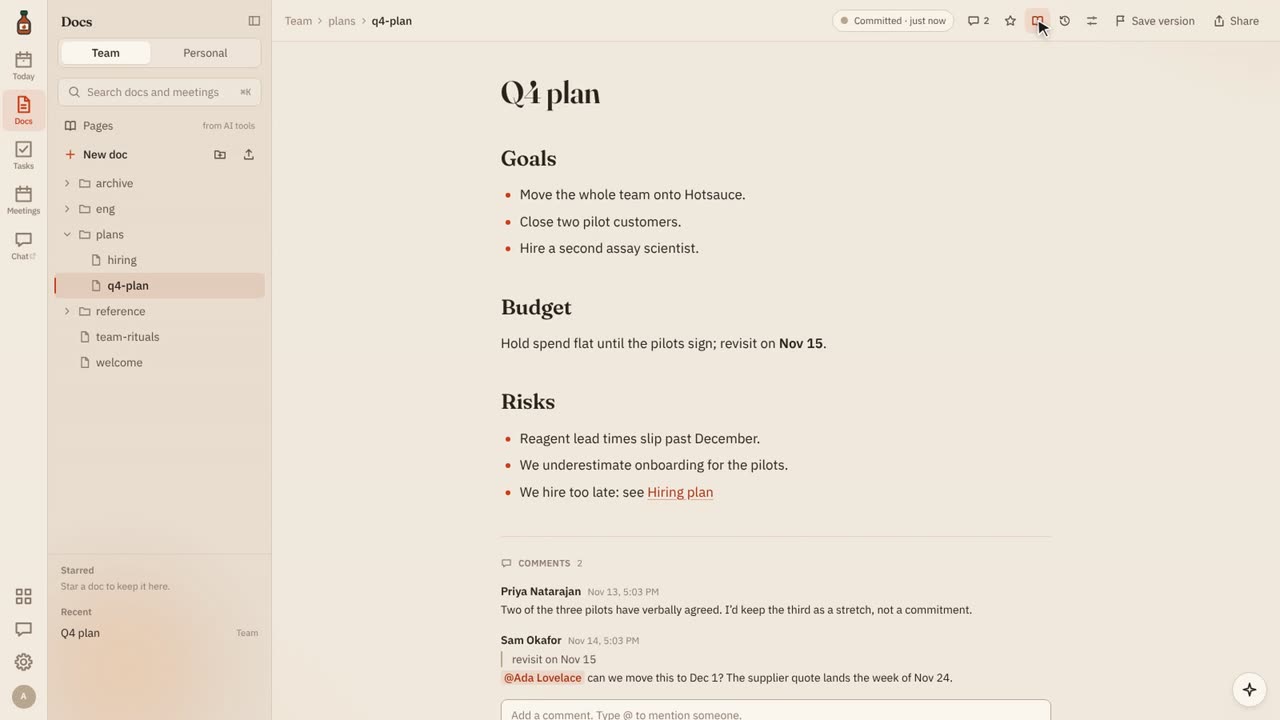 Docs
Team > plans > q4-plan
Committed · just now
2
Save version
Share
Today
Docs
Tasks
Meetings
Chat
A
Team
Personal
Search docs and meetings
⌘K
Pages
from AI tools
New doc
archive
eng
plans
hiring
q4-plan
reference
team-rituals
welcome
Starred
Star a doc to keep it here.
Recent
Q4 plan
Team
Q4 plan
Goals
Move the whole team onto Hotsauce.
Close two pilot customers.
Hire a second assay scientist.
Budget
Hold spend flat until the pilots sign; revisit on Nov 15.
Risks
Reagent lead times slip past December.
We underestimate onboarding for the pilots.
We hire too late: see Hiring plan
COMMENTS 2
Priya Natarajan Nov 13, 5:03 PM
Two of the three pilots have verbally agreed. I'd keep the third as a stretch, not a commitment.
Sam Okafor Nov 14, 5:03 PM
revisit on Nov 15
@Ada Lovelace can we move this to Dec 1? The supplier quote lands the week of Nov 24.
Add a comment. Type @ to mention someone.